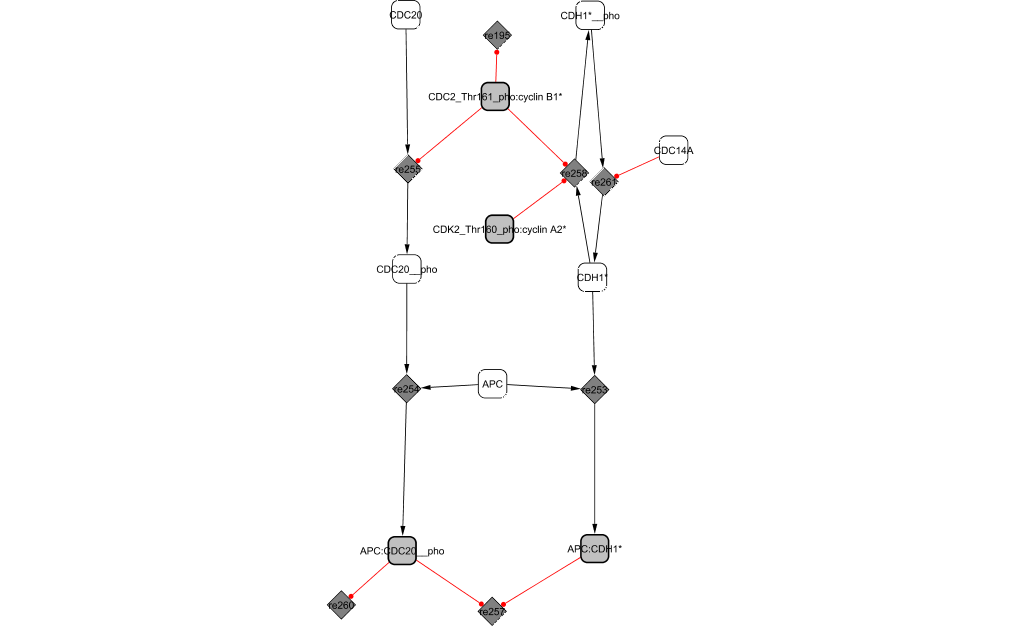 CDC20
CDH1*__pho
re195
CDC2_Thr161_pho:cyclin B1*
CDC14A
re255
re258
re261
CDK2_Thr160_pho:cyclin A2*
CDC20__pho
CDH1*
re254
APC
re253
APC:CDC20__pho
APC:CDH1*
re260
re257